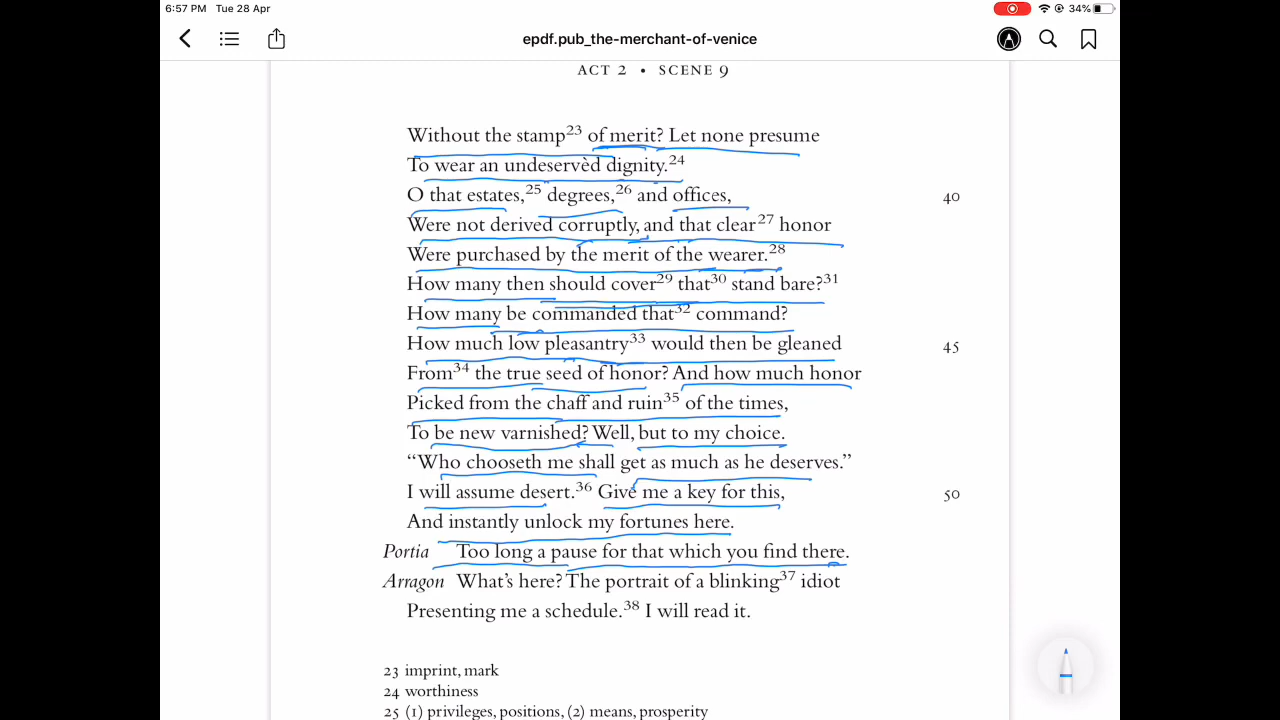 6:57 PM Tue 28 Apr 34%
epdf.pub_the-merchant-of-venice
ACT 2 • SCENE 9
Without the stamp23 of merit? Let none presume
To wear an undeservèd dignity.24
O that estates,25 degrees,26 and offices, 40
Were not derived corruptly, and that clear27 honor
Were purchased by the merit of the wearer.28
How many then should cover29 that30 stand bare?31
How many be commanded that32 command?
How much low pleasantry33 would then be gleaned 45
From34 the true seed of honor? And how much honor
Picked from the chaff and ruin35 of the times,
To be new varnished? Well, but to my choice.
“Who chooseth me shall get as much as he deserves.”
I will assume desert.36 Give me a key for this, 50
And instantly unlock my fortunes here.
Portia Too long a pause for that which you find there.
Arragon What’s here? The portrait of a blinking37 idiot
Presenting me a schedule.38 I will read it.
23 imprint, mark
24 worthiness
25 (1) privileges, positions, (2) means, prosperity